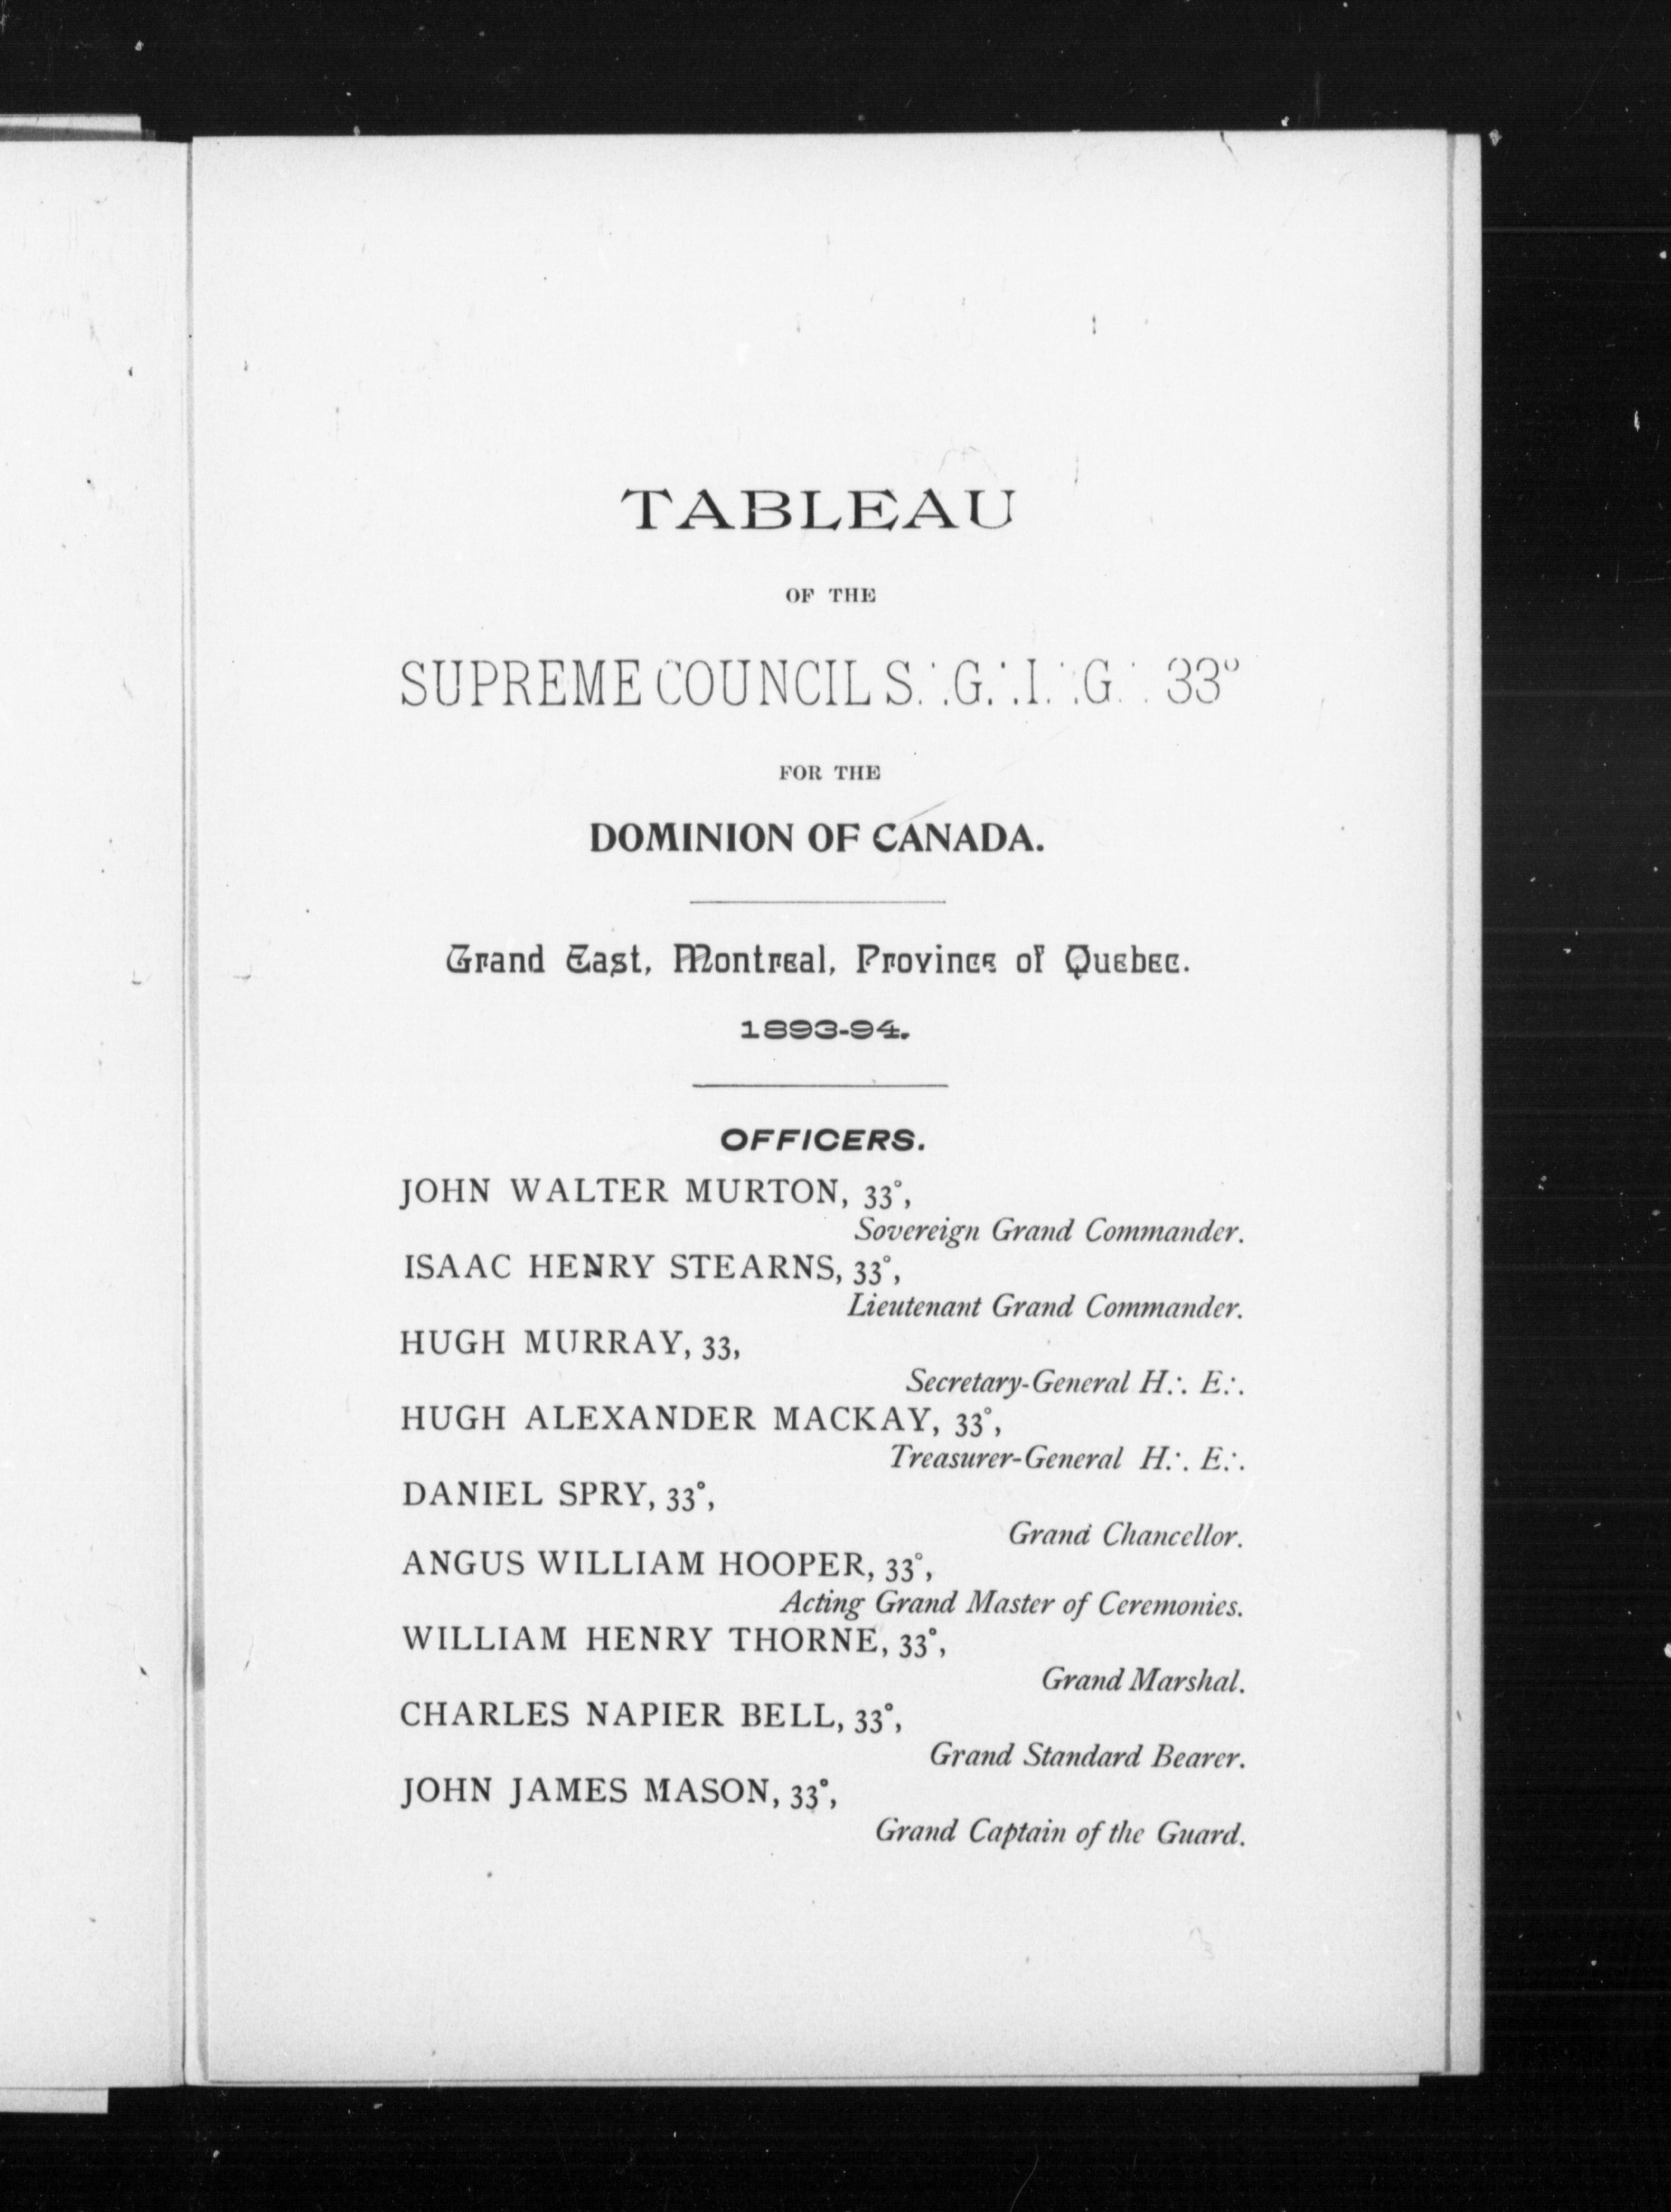 TABLEAU
OF THE
SUPREME COUNCIL S∴G∴I∴G∴ 33°
FOR THE
DOMINION OF CANADA.
Grand East, Montreal, Province of Quebec.
1893-94.
OFFICERS.
JOHN WALTER MURTON, 33°,
Sovereign Grand Commander.
ISAAC HENRY STEARNS, 33°,
Lieutenant Grand Commander.
HUGH MURRAY, 33,
Secretary-General H∴ E∴
HUGH ALEXANDER MACKAY, 33°,
Treasurer-General H∴ E∴
DANIEL SPRY, 33°,
Grand Chancellor.
ANGUS WILLIAM HOOPER, 33°,
Acting Grand Master of Ceremonies.
WILLIAM HENRY THORNE, 33°,
Grand Marshal.
CHARLES NAPIER BELL, 33°,
Grand Standard Bearer.
JOHN JAMES MASON, 33°,
Grand Captain of the Guard.